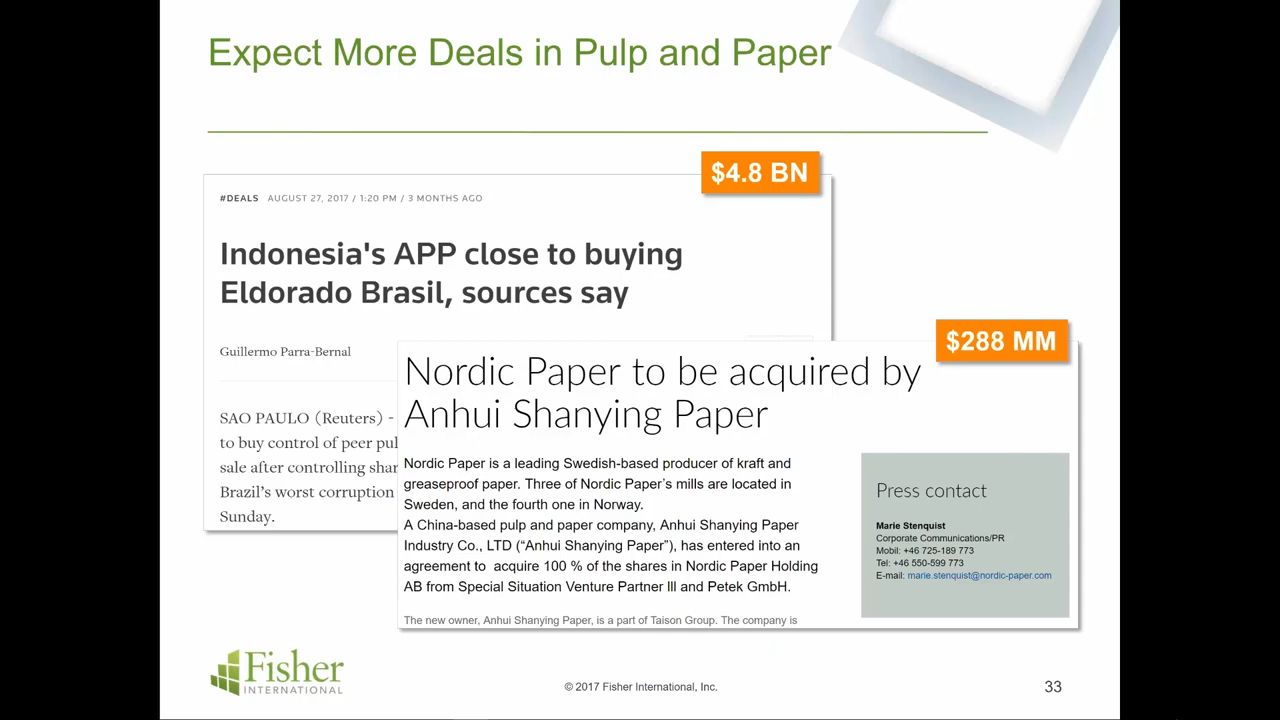 Expect More Deals in Pulp and Paper
$4.8 BN
#DEALS AUGUST 27, 2017 / 1:20 PM / 3 MONTHS AGO
Indonesia's APP close to buying
Eldorado Brasil, sources say
Guillermo Parra-Bernal
SAO PAULO (Reuters) -
to buy control of peer pul
sale after controlling shar
Brazil's worst corruption
Sunday.
$288 MM
Nordic Paper to be acquired by
Anhui Shanying Paper
Nordic Paper is a leading Swedish-based producer of kraft and
greaseproof paper. Three of Nordic Paper's mills are located in
Sweden, and the fourth one in Norway.
A China-based pulp and paper company, Anhui Shanying Paper
Industry Co., LTD (“Anhui Shanying Paper”), has entered into an
agreement to acquire 100 % of the shares in Nordic Paper Holding
AB from Special Situation Venture Partner III and Petek GmbH.
The new owner, Anhui Shanying Paper, is a part of Taison Group. The company is
Press contact
Marie Stenquist
Corporate Communications/PR
Mobil: +46 725-189 773
Tel: +46 550-599 773
E-mail: marie.stenquist@nordic-paper.com
Fisher
INTERNATIONAL
© 2017 Fisher International, Inc.
33